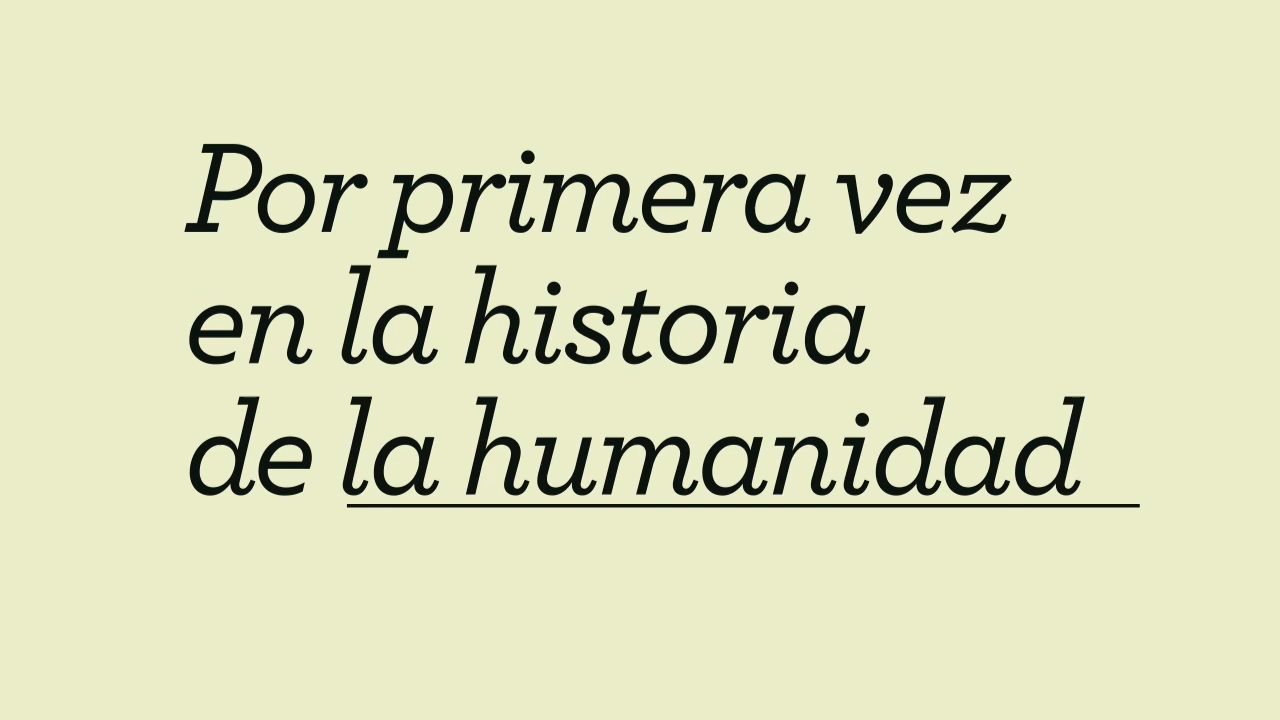 Por primera vez
en la historia
de la humanidad